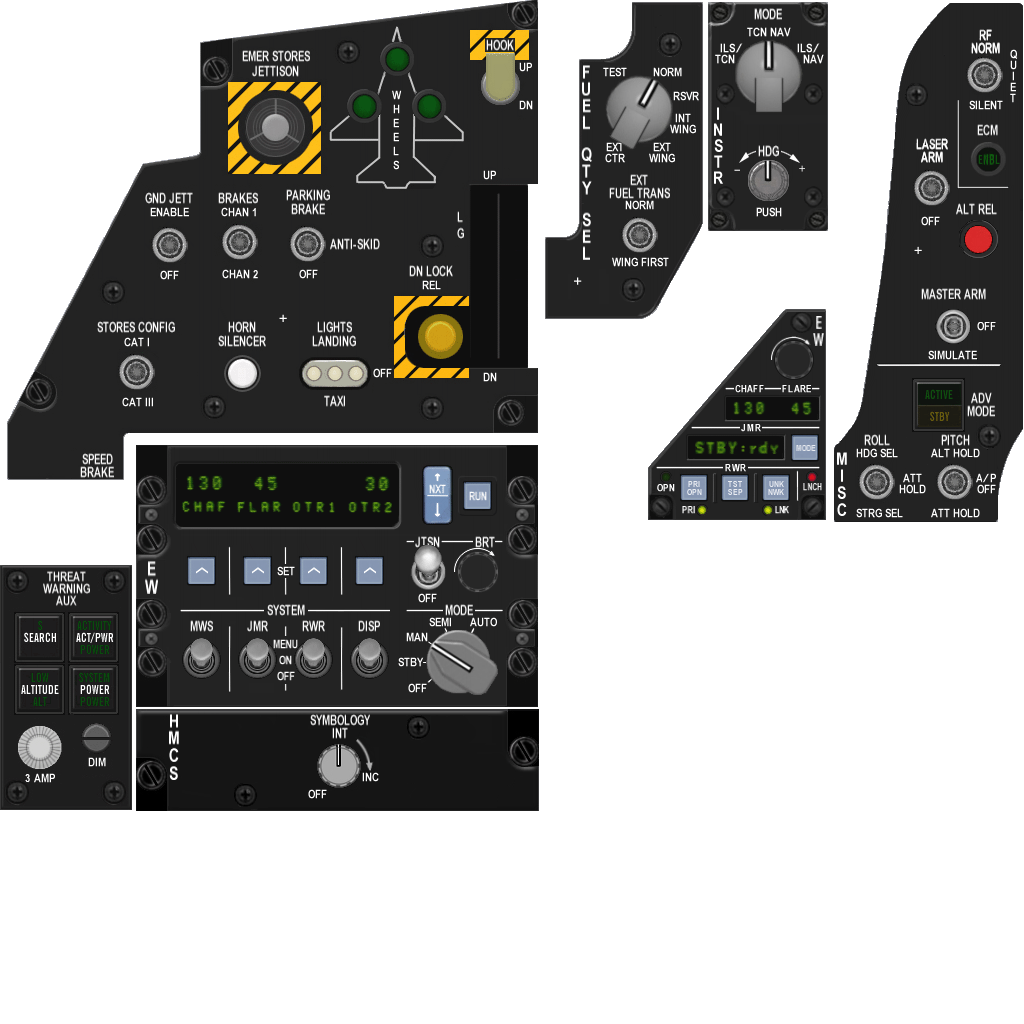 EMER STORES
JETTISON
WHEELS
HOOK
UP
DN
UP
LG
GND JETT
ENABLE
OFF
BRAKES
CHAN 1
CHAN 2
PARKING
BRAKE
ANTI-SKID
OFF
DN LOCK
REL
STORES CONFIG
CAT I
CAT III
HORN
SILENCER
LIGHTS
LANDING
OFF
TAXI
DN
SPEED
BRAKE
FUEL QTY SEL
TEST
NORM
RSVR
INT
WING
EXT
WING
EXT
CTR
EXT
FUEL TRANS
NORM
WING FIRST
MODE
TCN NAV
ILS/
TCN
ILS/
NAV
INSTR
HDG
- +
PUSH
RF
NORM
QUIET
SILENT
ECM
ENBL
LASER
ARM
OFF
ALT REL
MASTER ARM
OFF
SIMULATE
ACTIVE
STBY
ADV
MODE
MISC
ROLL
HDG SEL
ATT
HOLD
STRG SEL
PITCH
ALT HOLD
A/P
OFF
ATT HOLD
EW
CHAFF FLARE
130 45
JMR
STBY:rdy
MODE
RWR
OPN
PRI
OPN
TST
SEP
UNK
NWK
LNCH
PRI
LNK
130 45 30
CHAF FLAR OTR1 OTR2
NXT
RUN
EW
SET
JTSN
OFF
BRT
SYSTEM
MWS
JMR
RWR
DISP
MENU
ON
OFF
MODE
SEMI
AUTO
MAN
STBY-
OFF
THREAT
WARNING
AUX
S
SEARCH
ACTIVITY
ACT/PWR
POWER
LOW
ALTITUDE
ALT
SYSTEM
POWER
POWER
3 AMP
DIM
HMCS
SYMBOLOGY
INT
INC
OFF